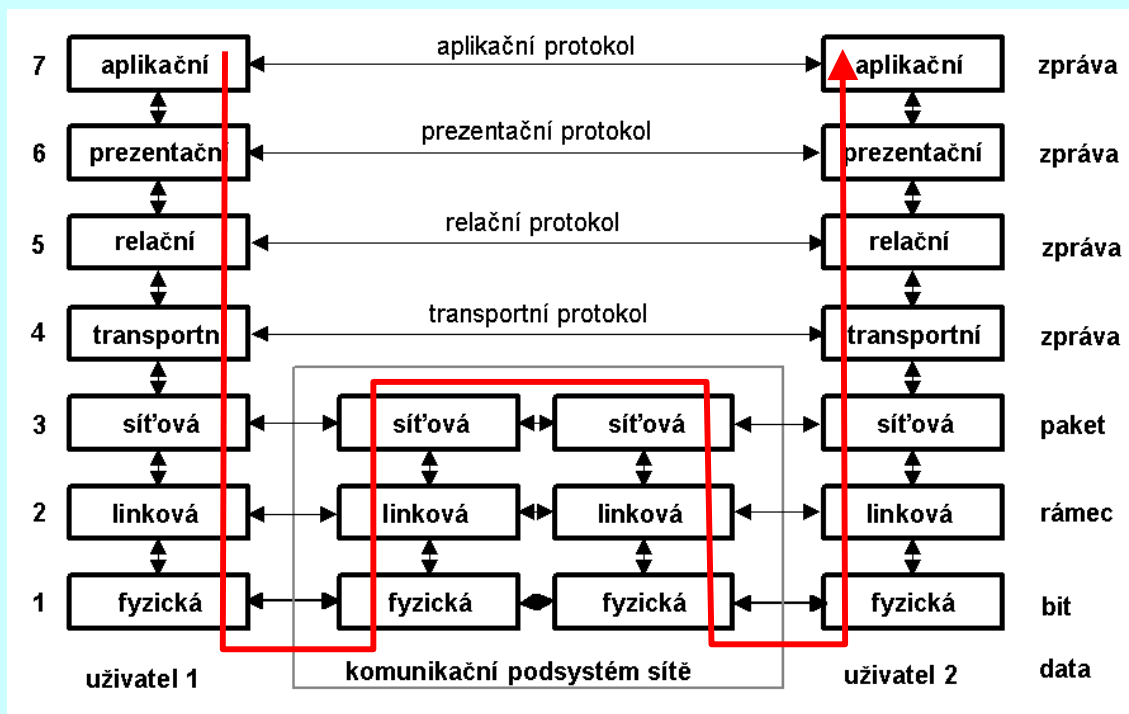 aplikační protokol
7 aplikační aplikační zpráva
prezentační protokol
6 prezentační prezentační zpráva
relační protokol
5 relační relační zpráva
transportní protokol
4 transportn transportní zpráva
3 síťová síťová síťová síťová paket
2 linková linková linková linková rámec
1 fyzická fyzická fyzická fyzická bit
uživatel 1 komunikační podsystém sítě uživatel 2 data